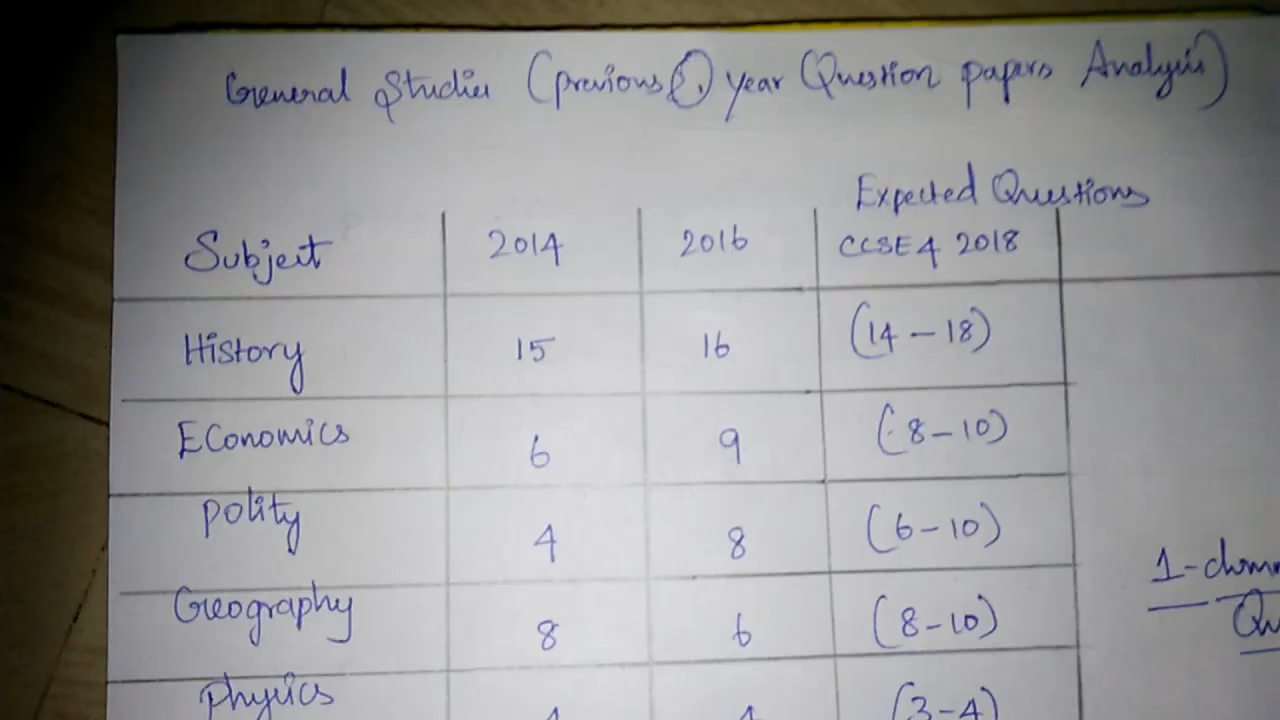 General Studies (previous year Question papers Analysis)
Expected Questions
Subject 2014 2016 CCSE4 2018
History 15 16 (14 - 18)
Economics 6 9 (8 - 10)
polity 4 8 (6 - 10)
Geography 8 6 (8 - 10)
physics (3 - 4)